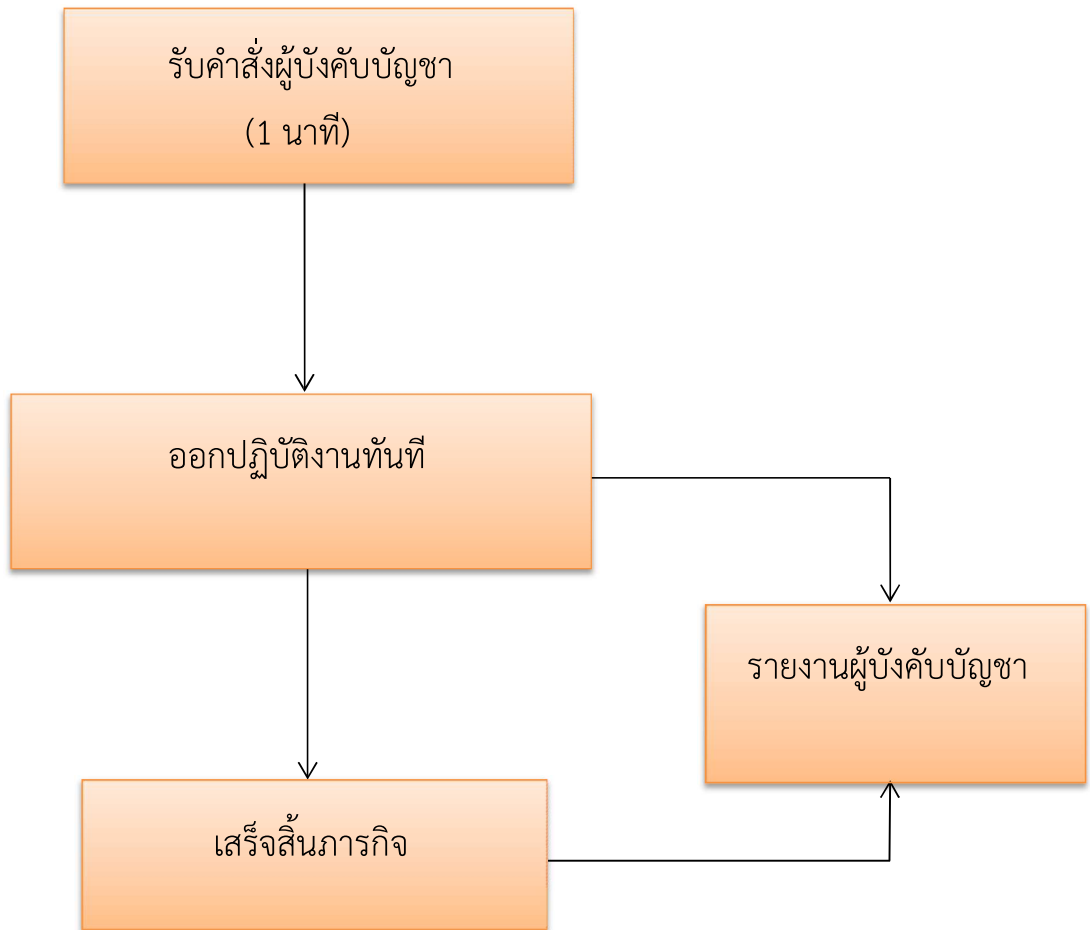 รับคำสั่งผู้บังคับบัญชา
(1 นาที)
ออกปฏิบัติงานทันที
รายงานผู้บังคับบัญชา
เสร็จสิ้นภารกิจ